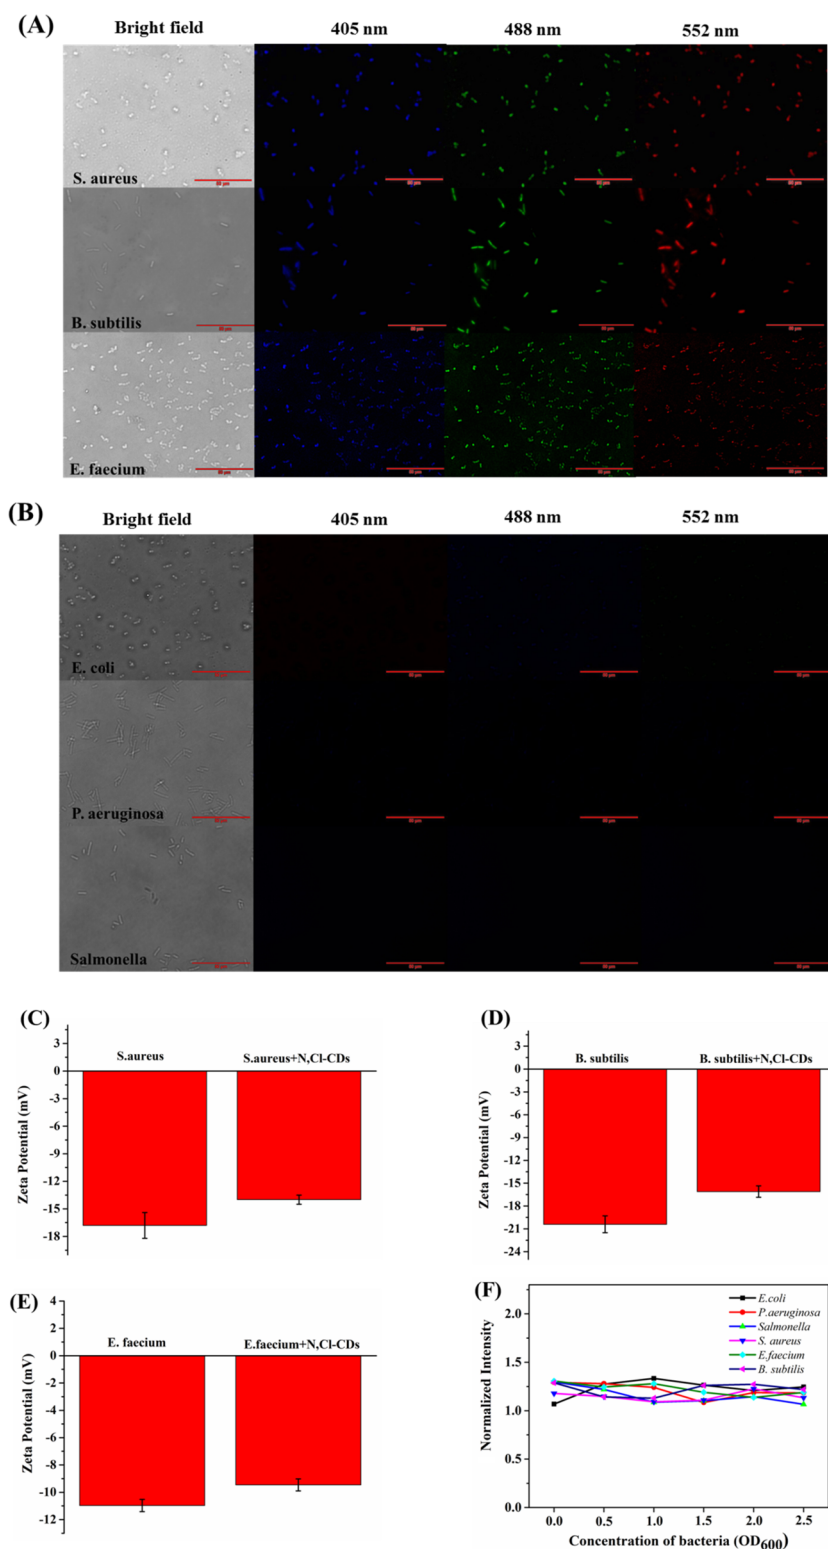 (A)
Bright field 405 nm 488 nm 552 nm
S. aureus
B. subtilis
E. faecium
(B)
Bright field 405 nm 488 nm 552 nm
E. coli
P. aeruginosa
Salmonella
(C)
3
0
-3
-6
-9
-12
-15
-18
Zeta Potential (mV)
S.aureus S.aureus+N,Cl-CDs
(D)
3
0
-3
-6
-9
-12
-15
-18
-21
-24
Zeta Potential (mV)
B. subtilis B. subtilis+N,Cl-CDs
(E)
4
2
0
-2
-4
-6
-8
-10
-12
Zeta Potential (mV)
E. faecium E.faecium+N,Cl-CDs
(F)
2.0
1.5
1.0
0.5
0.0
Normalized Intensity
E.coli
P.aeruginosa
Salmonella
S. aureus
E.faecium
B. subtilis
0.0 0.5 1.0 1.5 2.0 2.5
Concentration of bacteria (OD600)